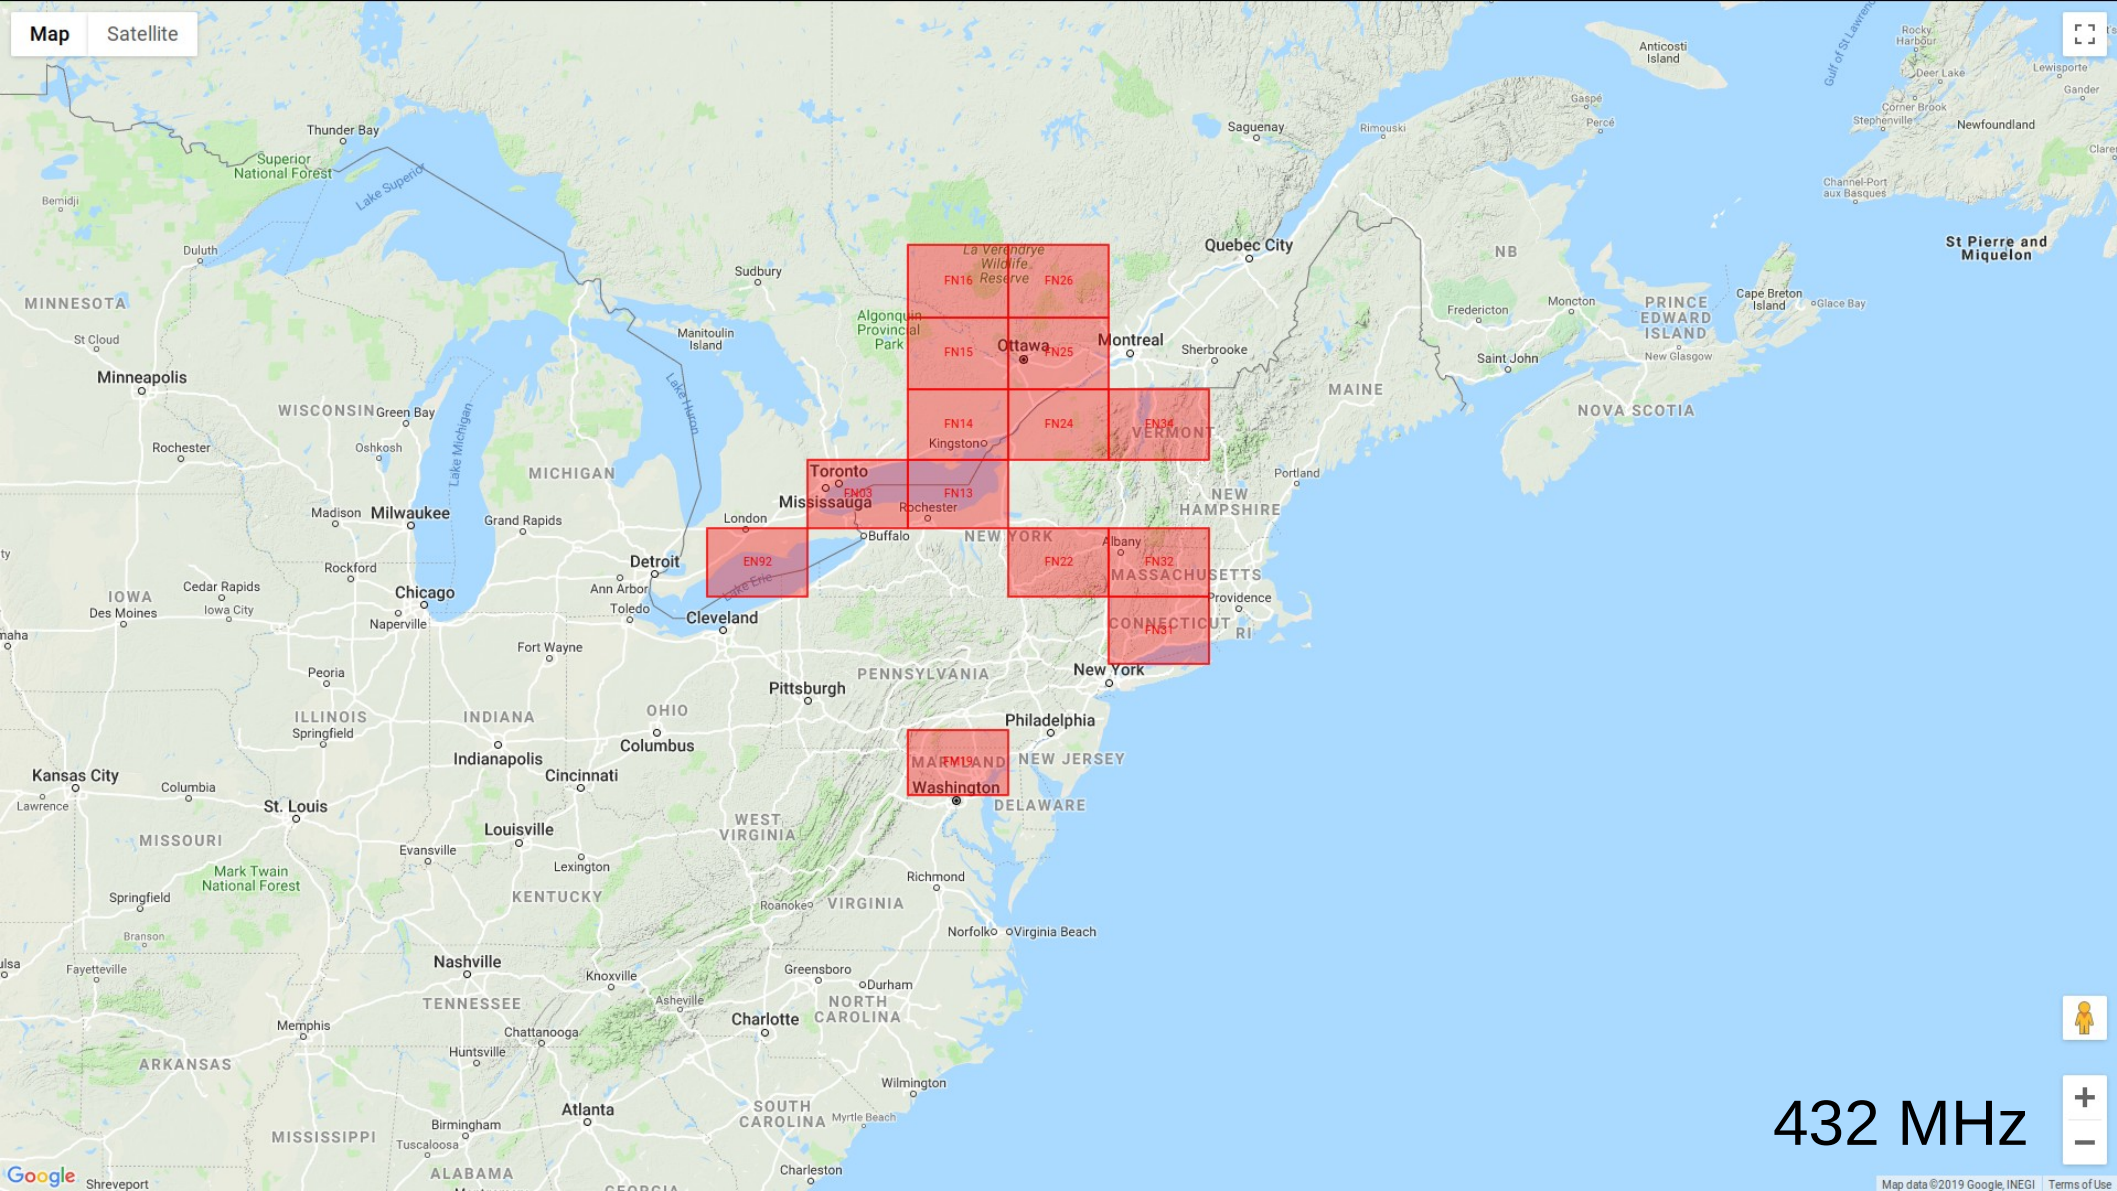 Map
Satellite
Anticosti
Island
Gulf of St Lawrence
Rocky
Harbour
Deer Lake
Lewisporte
Gander
Corner Brook
Stephenville
Newfoundland
Channel-Port
aux Basques
St Pierre and
Miquelon
Gaspé
Percé
Rimouski
Saguenay
Thunder Bay
Superior
National Forest
Lake Superior
Bemidji
Duluth
Quebec City
NB
La Verendrye
Wildlife
Reserve
FN16
FN26
Sudbury
MINNESOTA
Cape Breton
Island
Glace Bay
PRINCE
EDWARD
ISLAND
Moncton
Fredericton
New Glasgow
Saint John
Algonquin
Provincial
Park
Manitoulin
Island
St Cloud
Montreal
Sherbrooke
Ottawa
FN15
FN25
Minneapolis
MAINE
NOVA SCOTIA
WISCONSIN
Green Bay
Lake Michigan
Lake Huron
FN14
FN24
FN34
VERMONT
Kingston
Rochester
Oshkosh
MICHIGAN
Toronto
Portland
Mississauga
FN03
FN13
Rochester
NEW
HAMPSHIRE
Madison
Milwaukee
Grand Rapids
London
Buffalo
NEW YORK
Albany
Detroit
EN92
FN22
FN32
MASSACHUSETTS
Rockford
Ann Arbor
Lake Erie
Cedar Rapids
IOWA
Chicago
Iowa City
Des Moines
Naperville
Toledo
Cleveland
Providence
CONNECTICUT
RI
FN31
Fort Wayne
Peoria
PENNSYLVANIA
New York
Pittsburgh
ILLINOIS
Springfield
INDIANA
OHIO
Columbus
Philadelphia
Indianapolis
MARYLAND
FM19
NEW JERSEY
Kansas City
Lawrence
Columbia
Cincinnati
Washington
DELAWARE
St. Louis
Louisville
WEST
VIRGINIA
MISSOURI
Evansville
Lexington
Mark Twain
National Forest
KENTUCKY
Richmond
Springfield
Roanoke
VIRGINIA
Branson
Norfolk
Virginia Beach
Nashville
Fayetteville
Knoxville
Greensboro
Durham
TENNESSEE
Asheville
NORTH
CAROLINA
Memphis
Chattanooga
Charlotte
Huntsville
ARKANSAS
Wilmington
Atlanta
SOUTH
CAROLINA
Myrtle Beach
Birmingham
MISSISSIPPI
Tuscaloosa
432 MHz
ALABAMA
Charleston
GEORGIA
Google
Shreveport
Map data ©2019 Google, INEGI
Terms of Use